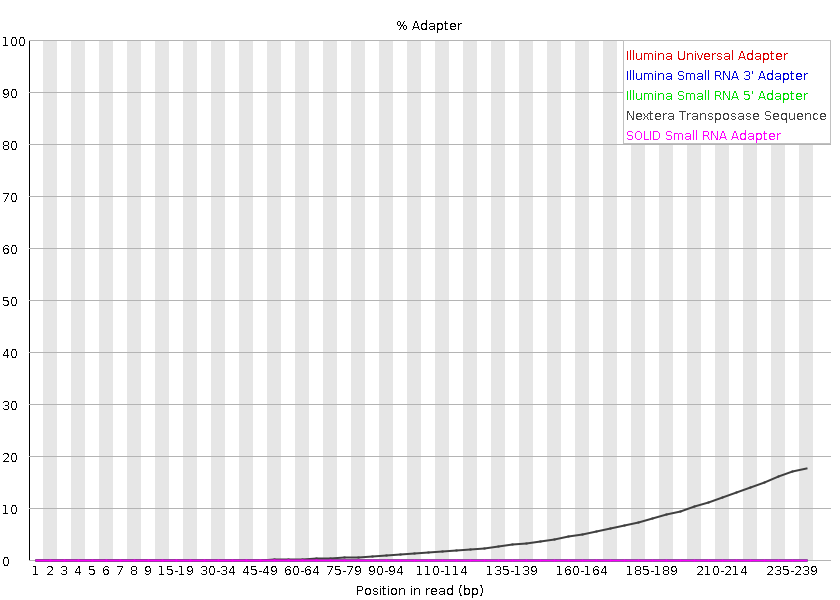 % Adapter
100
90
80
70
60
50
40
30
20
10
0
Illumina Universal Adapter
Illumina Small RNA 3' Adapter
Illumina Small RNA 5' Adapter
Nextera Transposase Sequence
SOLID Small RNA Adapter
1 2 3 4 5 6 7 8 9 15-19 30-34 45-49 60-64 75-79 90-94 110-114 135-139 160-164 185-189 210-214 235-239
Position in read (bp)